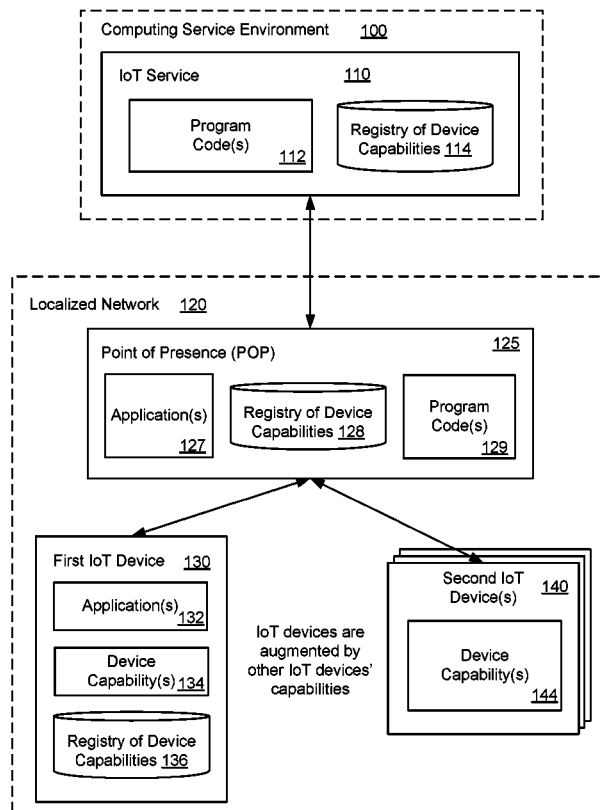 Computing Service Environment 100
IoT Service 110
Program
Code(s)
112
Registry of Device
Capabilities 114
Localized Network 120
Point of Presence (POP) 125
Application(s)
127
Registry of Device
Capabilities 128
Program
Code(s)
129
First IoT Device 130
Application(s)
132
Device
Capability(s)
134
Registry of Device
Capabilities 136
IoT devices are
augmented by
other IoT devices'
capabilities
Second IoT
Device(s) 140
Device
Capability(s)
144